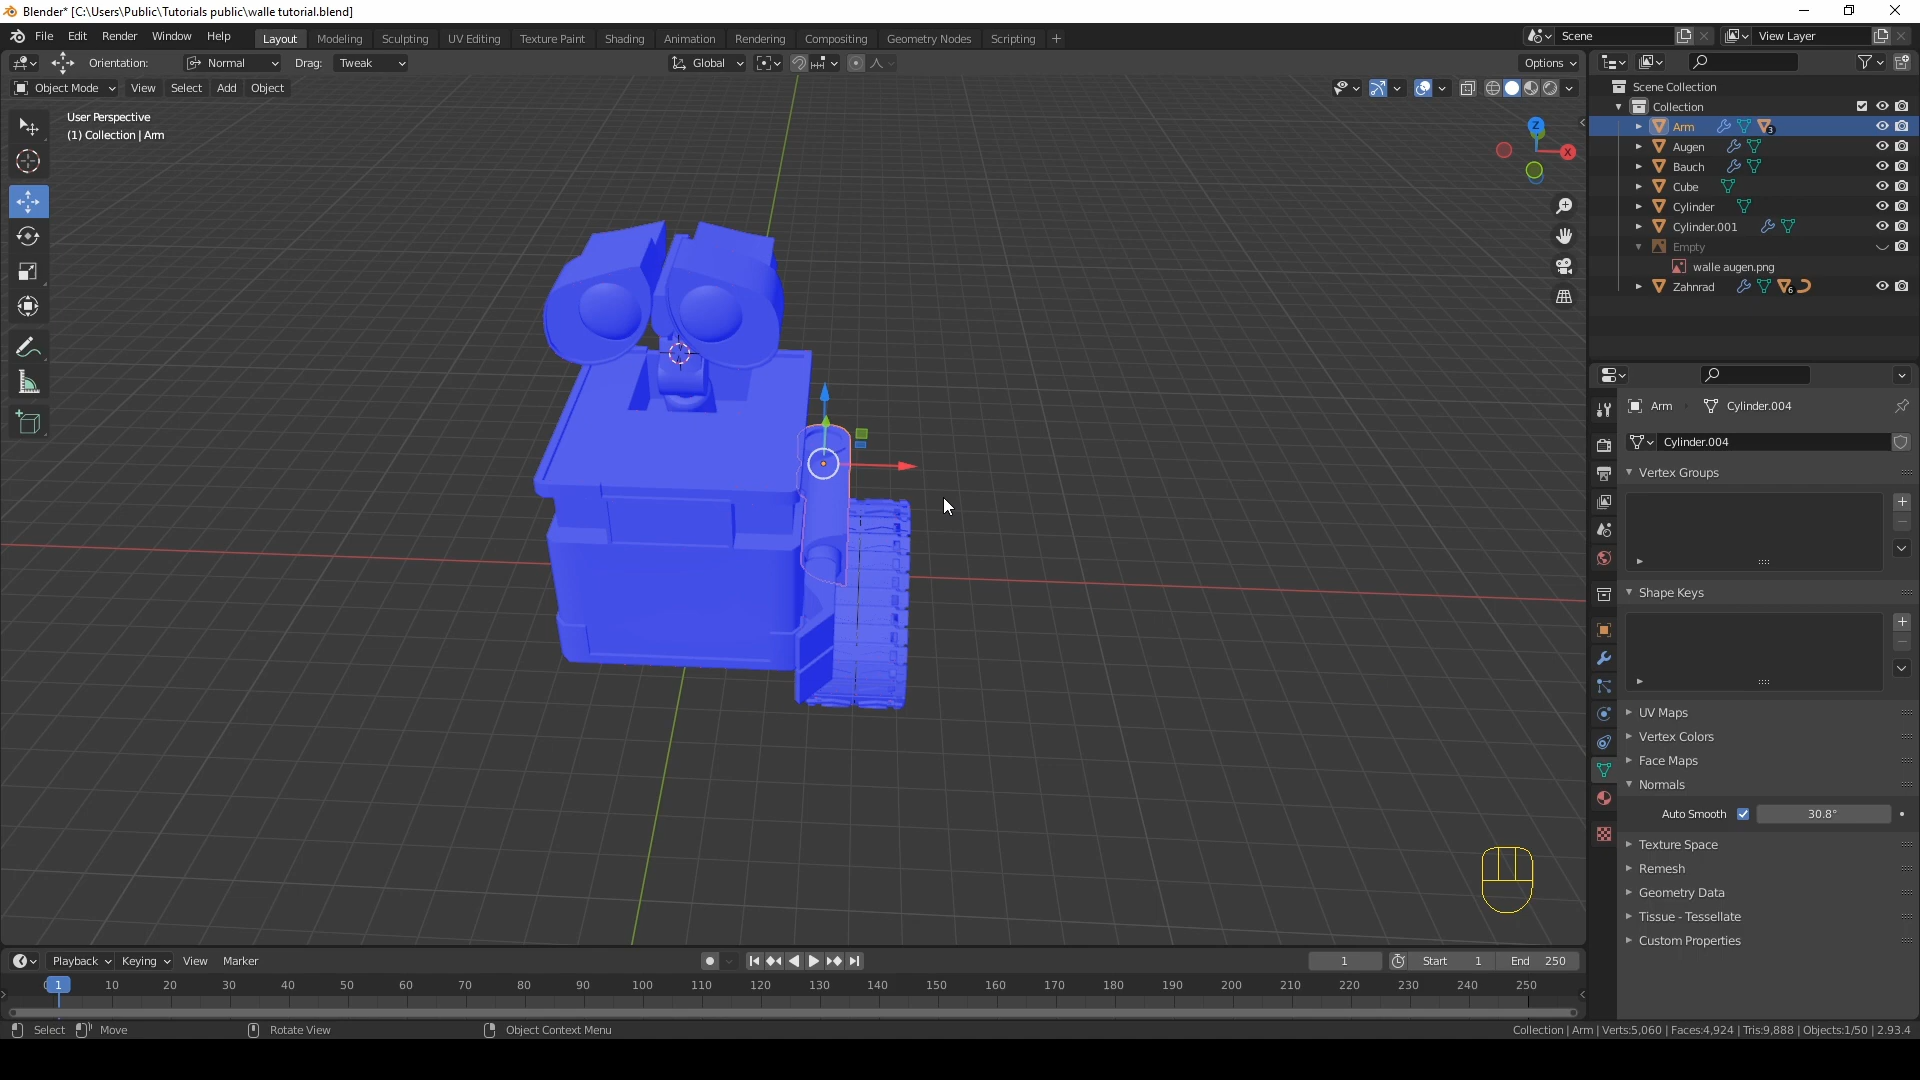 Blender* [C:\Users\Public\Tutorials public\walle tutorial.blend]
File Edit Render Window Help
Layout Modeling Sculpting UV Editing Texture Paint Shading Animation Rendering Compositing Geometry Nodes Scripting +
Scene
View Layer
Orientation: Normal Drag: Tweak
Global
Options
Object Mode View Select Add Object
User Perspective
(1) Collection | Arm
Z
X
Scene Collection
Collection
Arm 3
Augen
Bauch
Cube
Cylinder
Cylinder.001
Empty
walle augen.png
Zahnrad 6
Arm Cylinder.004
Cylinder.004
Vertex Groups
Shape Keys
UV Maps
Vertex Colors
Face Maps
Normals
Auto Smooth 30.8°
Texture Space
Remesh
Geometry Data
Tissue - Tessellate
Custom Properties
Playback Keying View Marker
1 Start 1 End 250
1 10 20 30 40 50 60 70 80 90 100 110 120 130 140 150 160 170 180 190 200 210 220 230 240 250
Select Move Rotate View Object Context Menu
Collection | Arm | Verts:5,060 | Faces:4,924 | Tris:9,888 | Objects:1/50 | 2.93.4